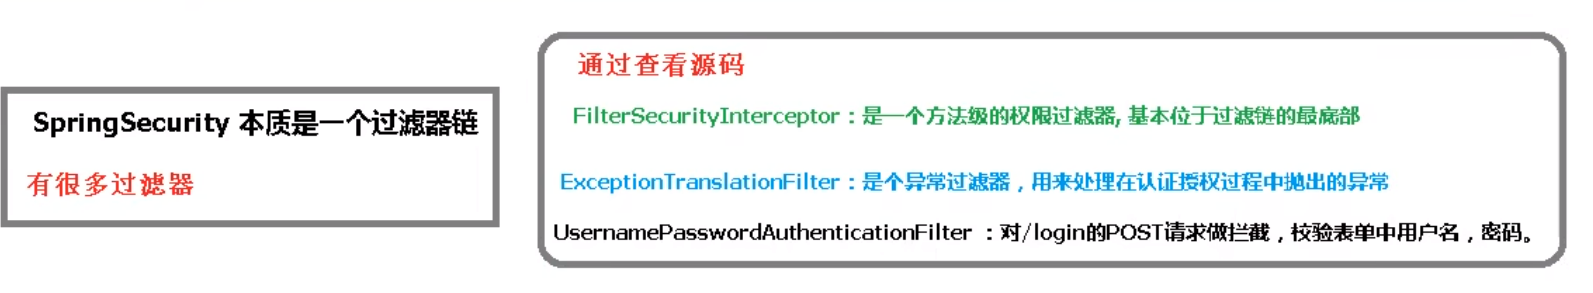 SpringSecurity 本质是一个过滤器链
有很多过滤器
通过查看源码
FilterSecurityInterceptor：是一个方法级的权限过滤器, 基本位于过滤链的最底部
ExceptionTranslationFilter：是个异常过滤器，用来处理在认证授权过程中抛出的异常
UsernamePasswordAuthenticationFilter ：对/login的POST请求做拦截，校验表单中用户名，密码。